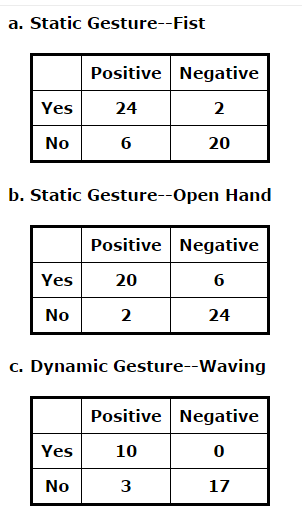 a. Static Gesture--Fist
Positive Negative
Yes 24 2
No 6 20
b. Static Gesture--Open Hand
Positive Negative
Yes 20 6
No 2 24
c. Dynamic Gesture--Waving
Positive Negative
Yes 10 0
No 3 17